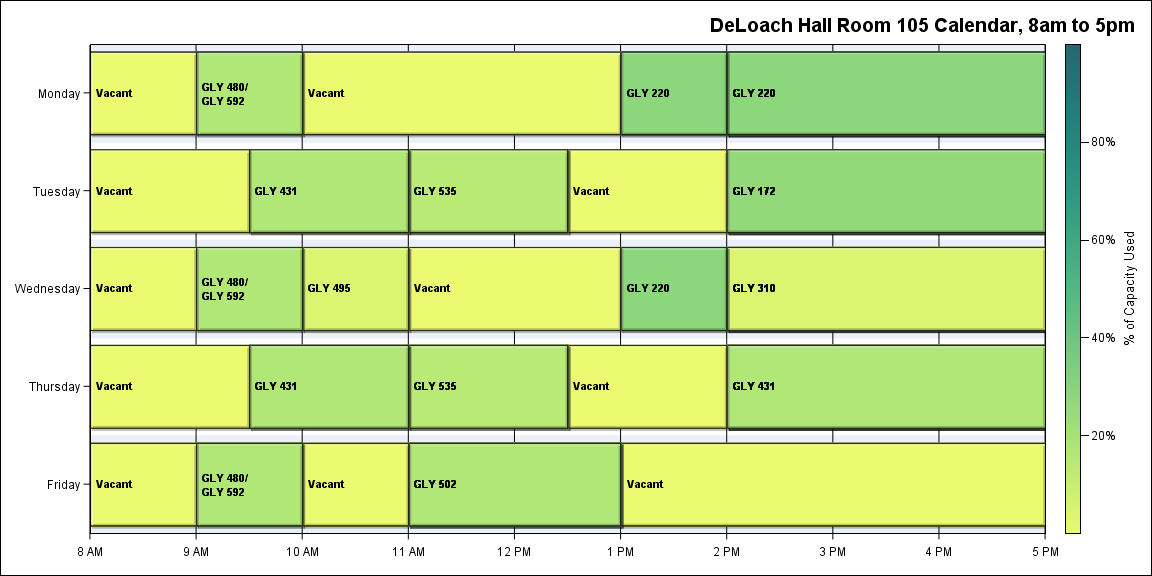 DeLoach Hall Room 105 Calendar, 8am to 5pm
Monday
Vacant
GLY 480/
GLY 592
Vacant
GLY 220
GLY 220
Tuesday
Vacant
GLY 431
GLY 535
Vacant
GLY 172
Wednesday
Vacant
GLY 480/
GLY 592
GLY 495
Vacant
GLY 220
GLY 310
Thursday
Vacant
GLY 431
GLY 535
Vacant
GLY 431
Friday
Vacant
GLY 480/
GLY 592
Vacant
GLY 502
Vacant
8 AM
9 AM
10 AM
11 AM
12 PM
1 PM
2 PM
3 PM
4 PM
5 PM
80%
60%
40%
20%
% of Capacity Used